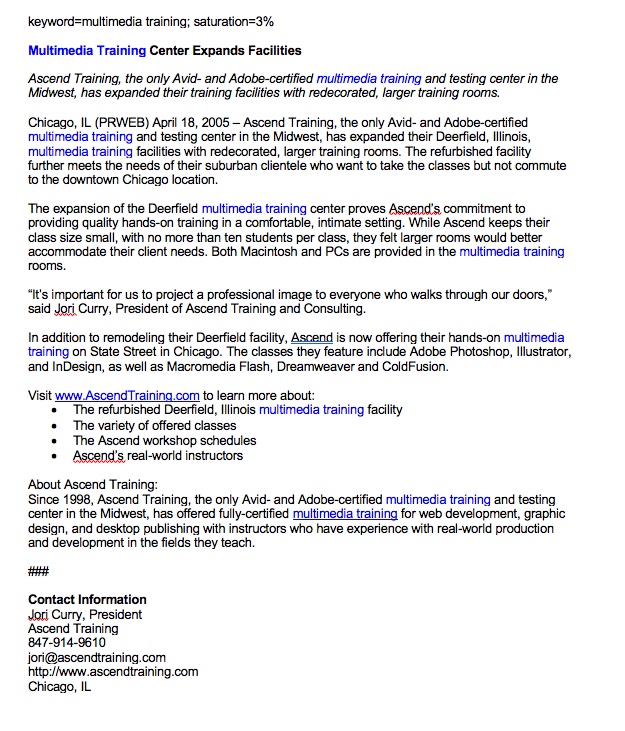 keyword=multimedia training; saturation=3%
Multimedia Training Center Expands Facilities
Ascend Training, the only Avid- and Adobe-certified multimedia training and testing center in the
Midwest, has expanded their training facilities with redecorated, larger training rooms.
Chicago, IL (PRWEB) April 18, 2005 – Ascend Training, the only Avid- and Adobe-certified
multimedia training and testing center in the Midwest, has expanded their Deerfield, Illinois,
multimedia training facilities with redecorated, larger training rooms. The refurbished facility
further meets the needs of their suburban clientele who want to take the classes but not commute
to the downtown Chicago location.
The expansion of the Deerfield multimedia training center proves Ascend's commitment to
providing quality hands-on training in a comfortable, intimate setting. While Ascend keeps their
class size small, with no more than ten students per class, they felt larger rooms would better
accommodate their client needs. Both Macintosh and PCs are provided in the multimedia training
rooms.
“It's important for us to project a professional image to everyone who walks through our doors,”
said Jori Curry, President of Ascend Training and Consulting.
In addition to remodeling their Deerfield facility, Ascend is now offering their hands-on multimedia
training on State Street in Chicago. The classes they feature include Adobe Photoshop, Illustrator,
and InDesign, as well as Macromedia Flash, Dreamweaver and ColdFusion.
Visit www.AscendTraining.com to learn more about:
• The refurbished Deerfield, Illinois multimedia training facility
• The variety of offered classes
• The Ascend workshop schedules
• Ascend's real-world instructors
About Ascend Training:
Since 1998, Ascend Training, the only Avid- and Adobe-certified multimedia training and testing
center in the Midwest, has offered fully-certified multimedia training for web development, graphic
design, and desktop publishing with instructors who have experience with real-world production
and development in the fields they teach.
###
Contact Information
Jori Curry, President
Ascend Training
847-914-9610
jori@ascendtraining.com
http://www.ascendtraining.com
Chicago, IL